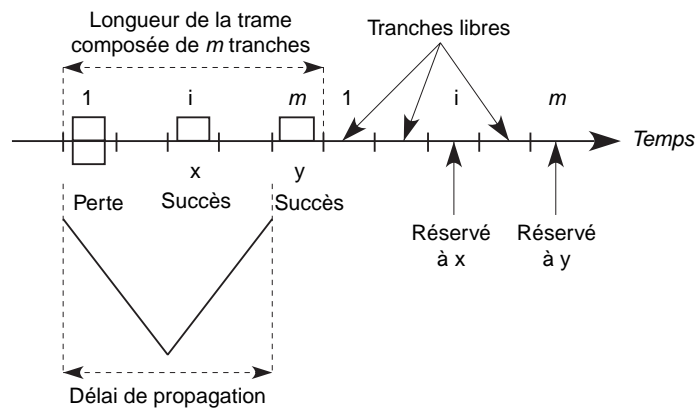 Longueur de la trame
composée de m tranches
Tranches libres
1 i m 1 i m
Temps
x y
Perte Succès Succès
Réservé Réservé
à x à y
Délai de propagation